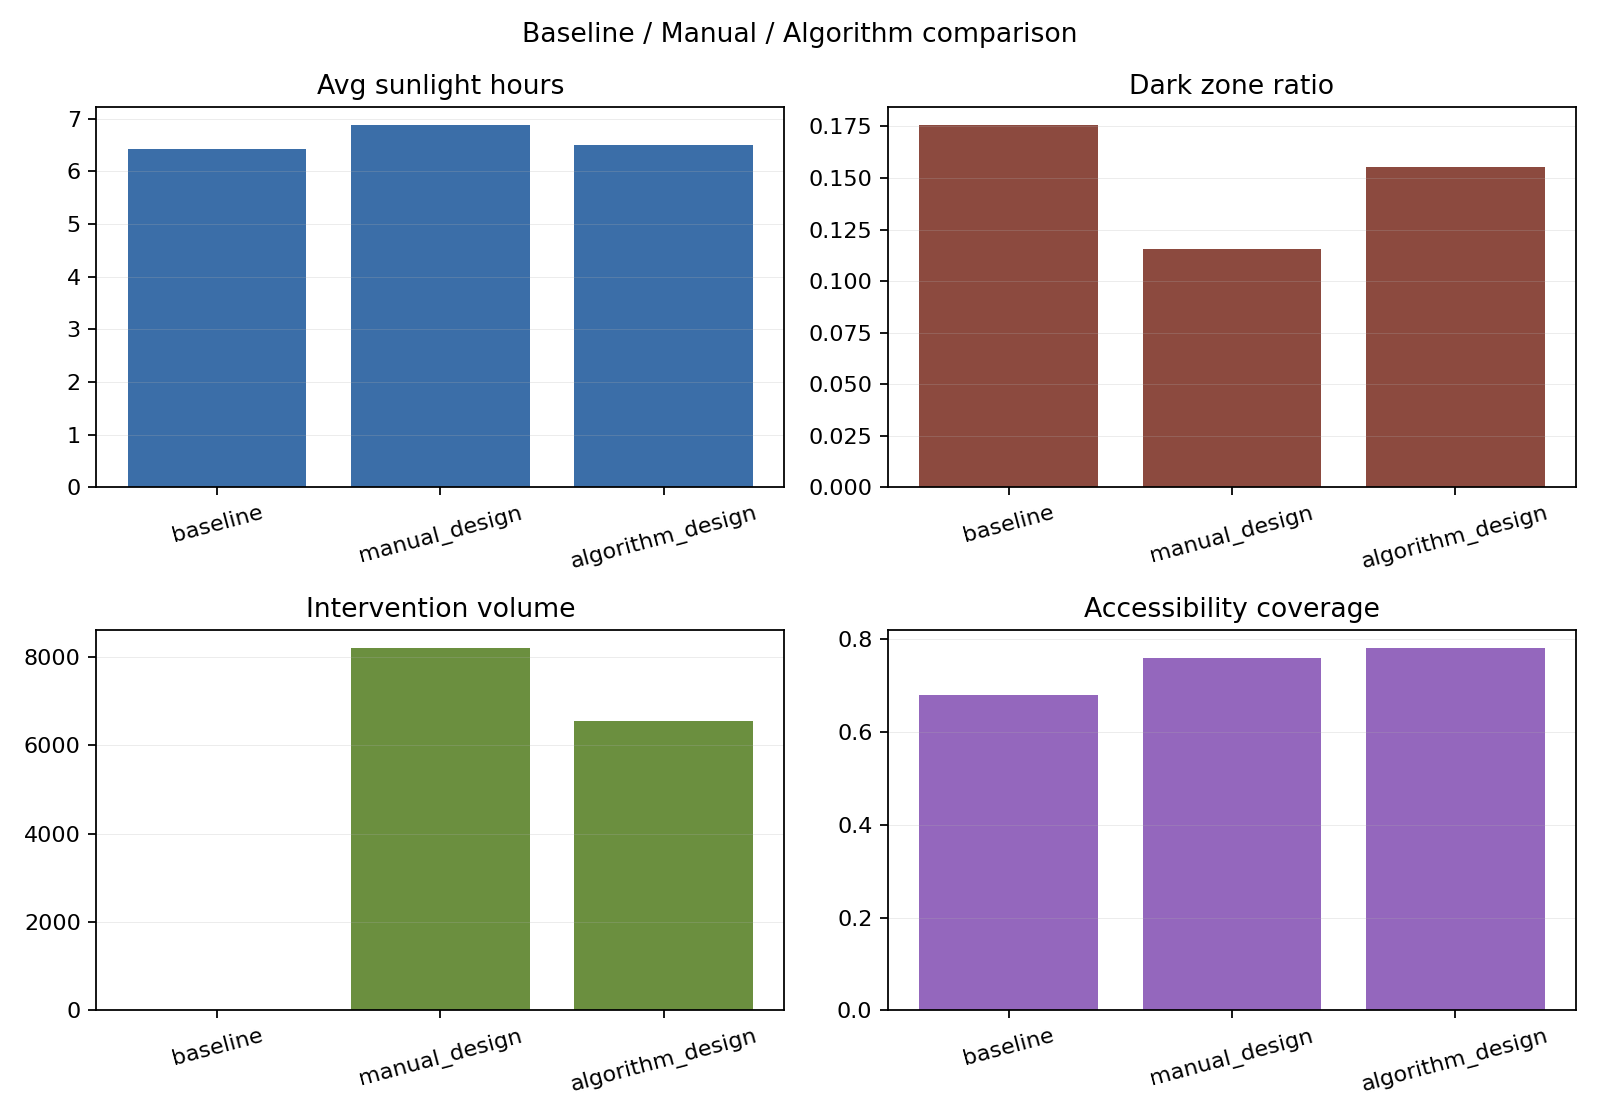 Baseline / Manual / Algorithm comparison
Avg sunlight hours
7
6
5
4
3
2
1
0
baseline
manual_design
algorithm_design
Dark zone ratio
0.175
0.150
0.125
0.100
0.075
0.050
0.025
0.000
baseline
manual_design
algorithm_design
Intervention volume
8000
6000
4000
2000
0
baseline
manual_design
algorithm_design
Accessibility coverage
0.8
0.6
0.4
0.2
0.0
baseline
manual_design
algorithm_design